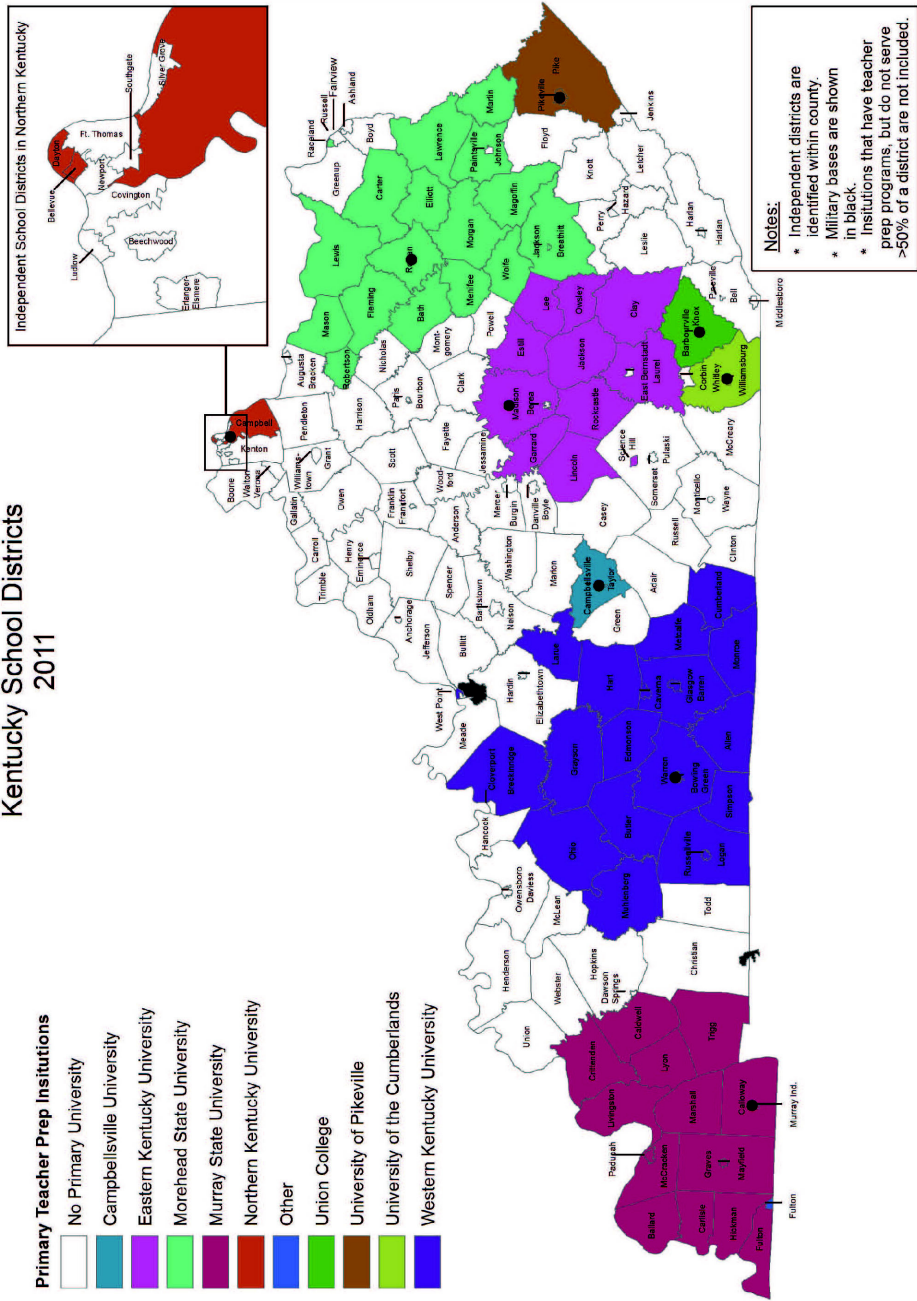 Kentucky School Districts
2011
Primary Teacher Prep Insitutions
No Primary University
Campbellsville University
Eastern Kentucky University
Morehead State University
Murray State University
Northern Kentucky University
Other
Union College
University of Pikeville
University of the Cumberlands
Western Kentucky University
Independent School Districts in Northern Kentucky
Bellevue
Dayton
Ludlow
Newport
Ft. Thomas
Southgate
Silver Grove
Covington
Beechwood
Erlanger
Elsmere
Boone
Walton
Verona
Kenton
Campbell
Gallatin
Williams-
town
Grant
Pendleton
Augusta
Bracken
Robertson
Mason
Lewis
Raceland
Russell
Fairview
Ashland
Greenup
Boyd
Carter
Carroll
Trimble
Henry
Eminence
Owen
Harrison
Nicholas
Fleming
Rowan
Elliott
Lawrence
Oldham
Anchorage
Jefferson
Shelby
Franklin
Frankfort
Scott
Paris
Bourbon
Bath
Morgan
Paintsville
Johnson
Martin
Spencer
Bullitt
Anderson
Wood-
ford
Fayette
Clark
Mont-
gomery
Menifee
Powell
Wolfe
Magoffin
Floyd
Pikeville
Pike
West Point
Meade
Hardin
Elizabethtown
Bardstown
Nelson
Washington
Mercer
Burgin
Danville
Boyle
Jessamine
Garrard
Madison
Berea
Estill
Lee
Jackson
Breathitt
Knott
Hancock
Cloverport
Breckinridge
Larue
Marion
Lincoln
Rockcastle
Jackson
Owsley
Perry
Hazard
Letcher
Jenkins
Henderson
Owensboro
Daviess
Ohio
Grayson
Hart
Green
Campbellsville
Taylor
Casey
Science
Hill
Somerset
Pulaski
East Bernstadt
Laurel
Clay
Leslie
Harlan
Harlan
Union
Webster
McLean
Muhlenberg
Butler
Edmonson
Caverna
Glasgow
Barren
Metcalfe
Adair
Russell
Monticello
Wayne
McCreary
Corbin
Whitley
Williamsburg
Barbourville
Knox
Pineville
Bell
Middlesboro
Crittenden
Hopkins
Dawson
Springs
Warren
Bowling
Green
Livingston
Caldwell
Lyon
Christian
Todd
Russellville
Logan
Simpson
Allen
Monroe
Cumberland
Clinton
Paducah
McCracken
Marshall
Trigg
Ballard
Carlisle
Graves
Mayfield
Calloway
Hickman
Fulton
Fulton
Murray Ind.
Notes:
* Independent districts are
identified within county.
* Military bases are shown
in black.
* Insitutions that have teacher
prep programs, but do not serve
>50% of a district are not included.